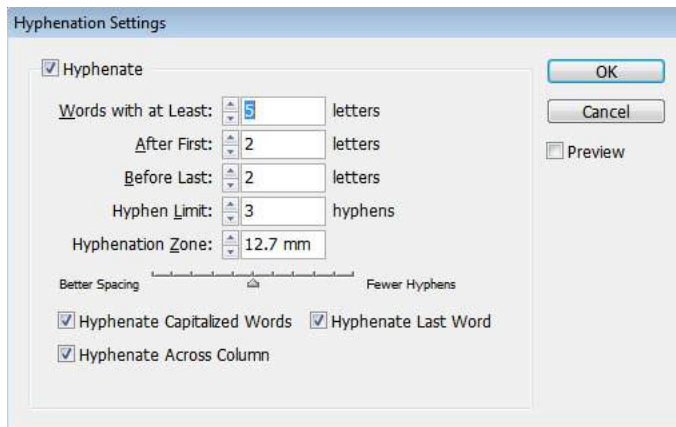 Hyphenation Settings
Hyphenate
OK
Words with at Least: 5 letters
Cancel
After First: 2 letters
Preview
Before Last: 2 letters
Hyphen Limit: 3 hyphens
Hyphenation Zone: 12.7 mm
Better Spacing Fewer Hyphens
Hyphenate Capitalized Words Hyphenate Last Word
Hyphenate Across Column